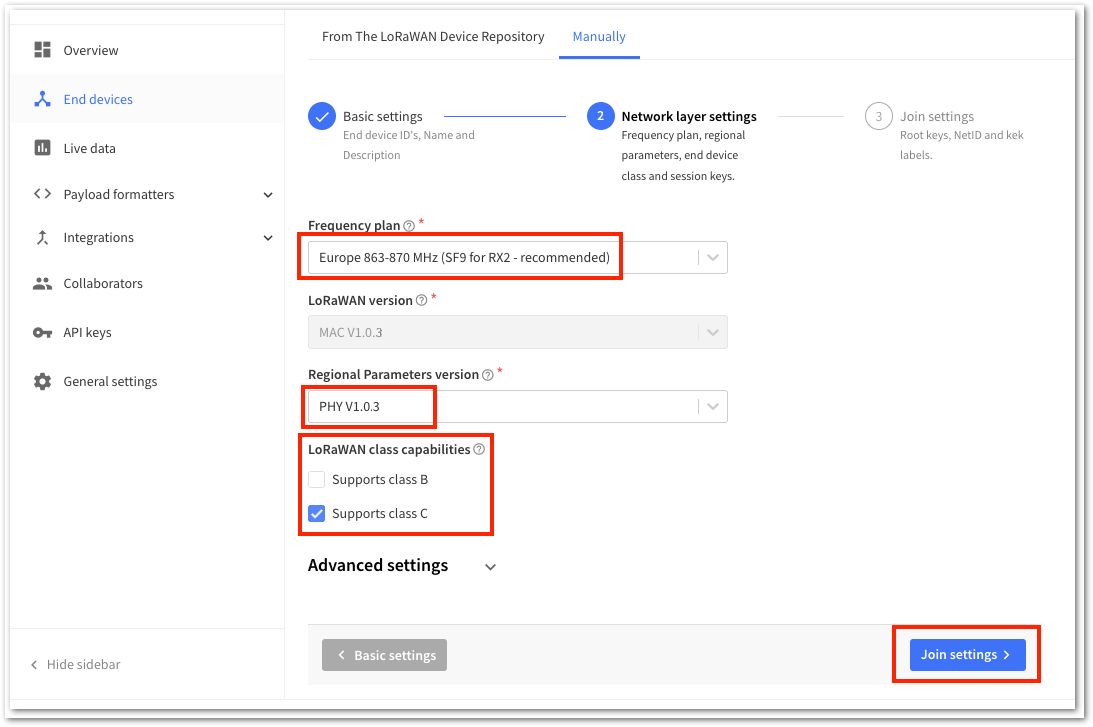 Overview
End devices
Live data
Payload formatters
Integrations
Collaborators
API keys
General settings
Hide sidebar
From The LoRaWAN Device Repository
Manually
Basic settings
End device ID's, Name and
Description
2
Network layer settings
Frequency plan, regional
parameters, end device
class and session keys.
3
Join settings
Root keys, NetID and kek
labels.
Frequency plan ? *
Europe 863-870 MHz (SF9 for RX2 - recommended)
LoRaWAN version ? *
MAC V1.0.3
Regional Parameters version ? *
PHY V1.0.3
LoRaWAN class capabilities ?
Supports class B
Supports class C
Advanced settings
Basic settings
Join settings